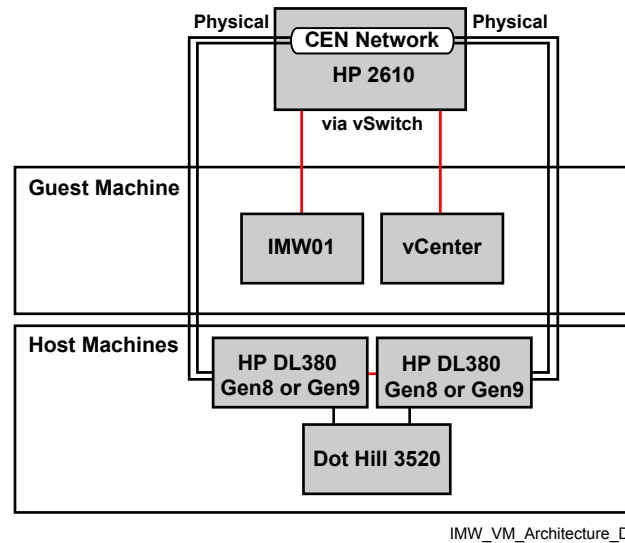 Physical
Physical
CEN Network
HP 2610
via vSwitch
Guest Machine
IMW01
vCenter
Host Machines
HP DL380
Gen8 or Gen9
HP DL380
Gen8 or Gen9
Dot Hill 3520
IMW_VM_Architecture_D